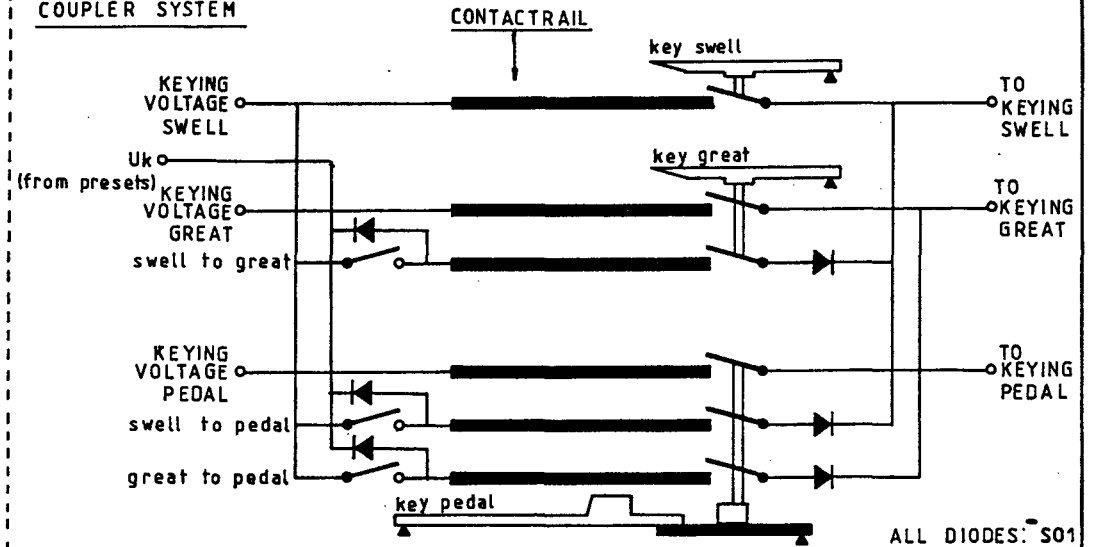 COUPLER SYSTEM
CONTACTRAIL
key swell
KEYING
VOLTAGE
SWELL
TO
KEYING
SWELL
Uk
(from presets)
key great
KEYING
VOLTAGE
GREAT
TO
KEYING
GREAT
swell to great
KEYING
VOLTAGE
PEDAL
TO
KEYING
PEDAL
swell to pedal
great to pedal
key pedal
ALL DIODES: S01